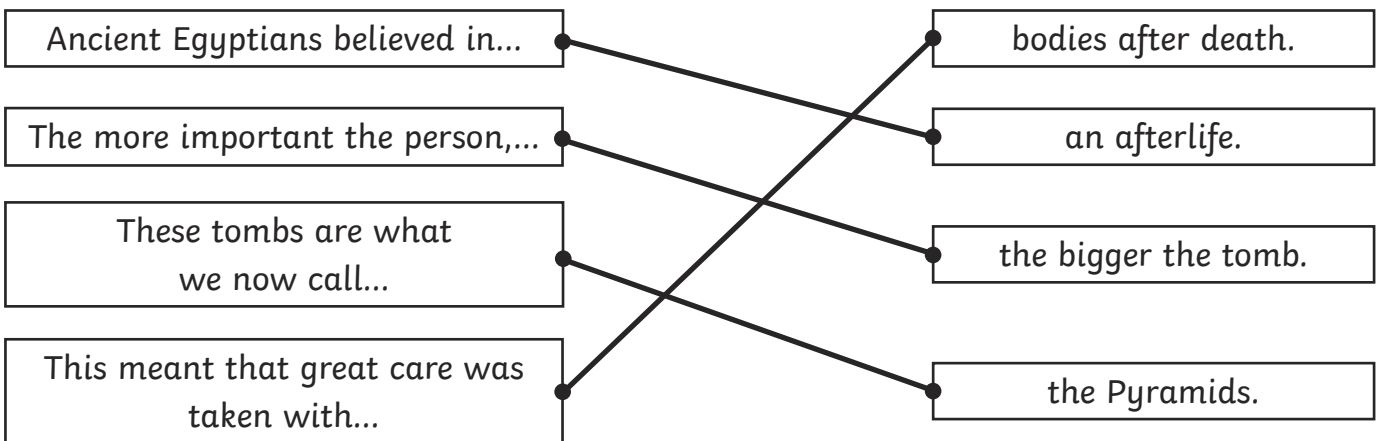 Ancient Egyptians believed in...
bodies after death.
The more important the person,...
an afterlife.
These tombs are what
we now call...
the bigger the tomb.
This meant that great care was
taken with...
the Pyramids.